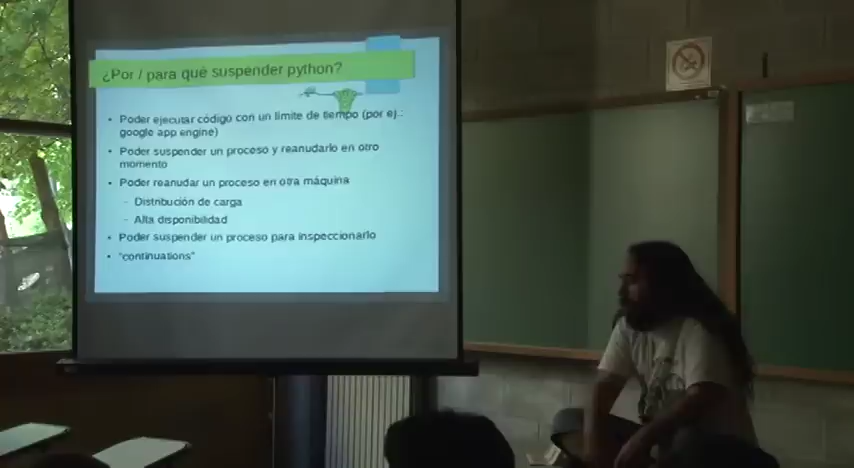 ¿Por / para qué suspender python?
• Poder ejecutar código con un límite de tiempo (por ej.:
google app engine)
• Poder suspender un proceso y reanudarlo en otro
momento
• Poder reanudar un proceso en otra máquina
- Distribución de carga
- Alta disponibilidad
• Poder suspender un proceso para inspeccionarlo
• "continuations"